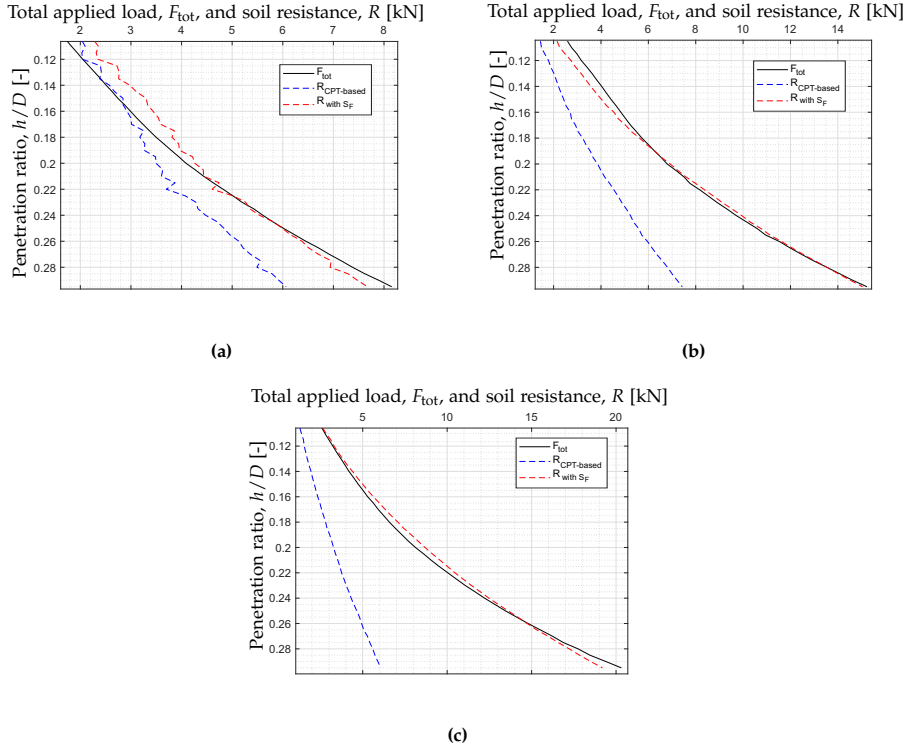 Total applied load, F_tot, and soil resistance, R [kN]
2 3 4 5 6 7 8
Penetration ratio, h/D [-]
0.12
0.14
0.16
0.18
0.2
0.22
0.24
0.26
0.28
F_tot
R_CPT-based
R_with S_F
(a)
Total applied load, F_tot, and soil resistance, R [kN]
2 4 6 8 10 12 14
Penetration ratio, h/D [-]
0.12
0.14
0.16
0.18
0.2
0.22
0.24
0.26
0.28
F_tot
R_CPT-based
R_with S_F
(b)
Total applied load, F_tot, and soil resistance, R [kN]
5 10 15 20
Penetration ratio, h/D [-]
0.12
0.14
0.16
0.18
0.2
0.22
0.24
0.26
0.28
F_tot
R_CPT-based
R_with S_F
(c)